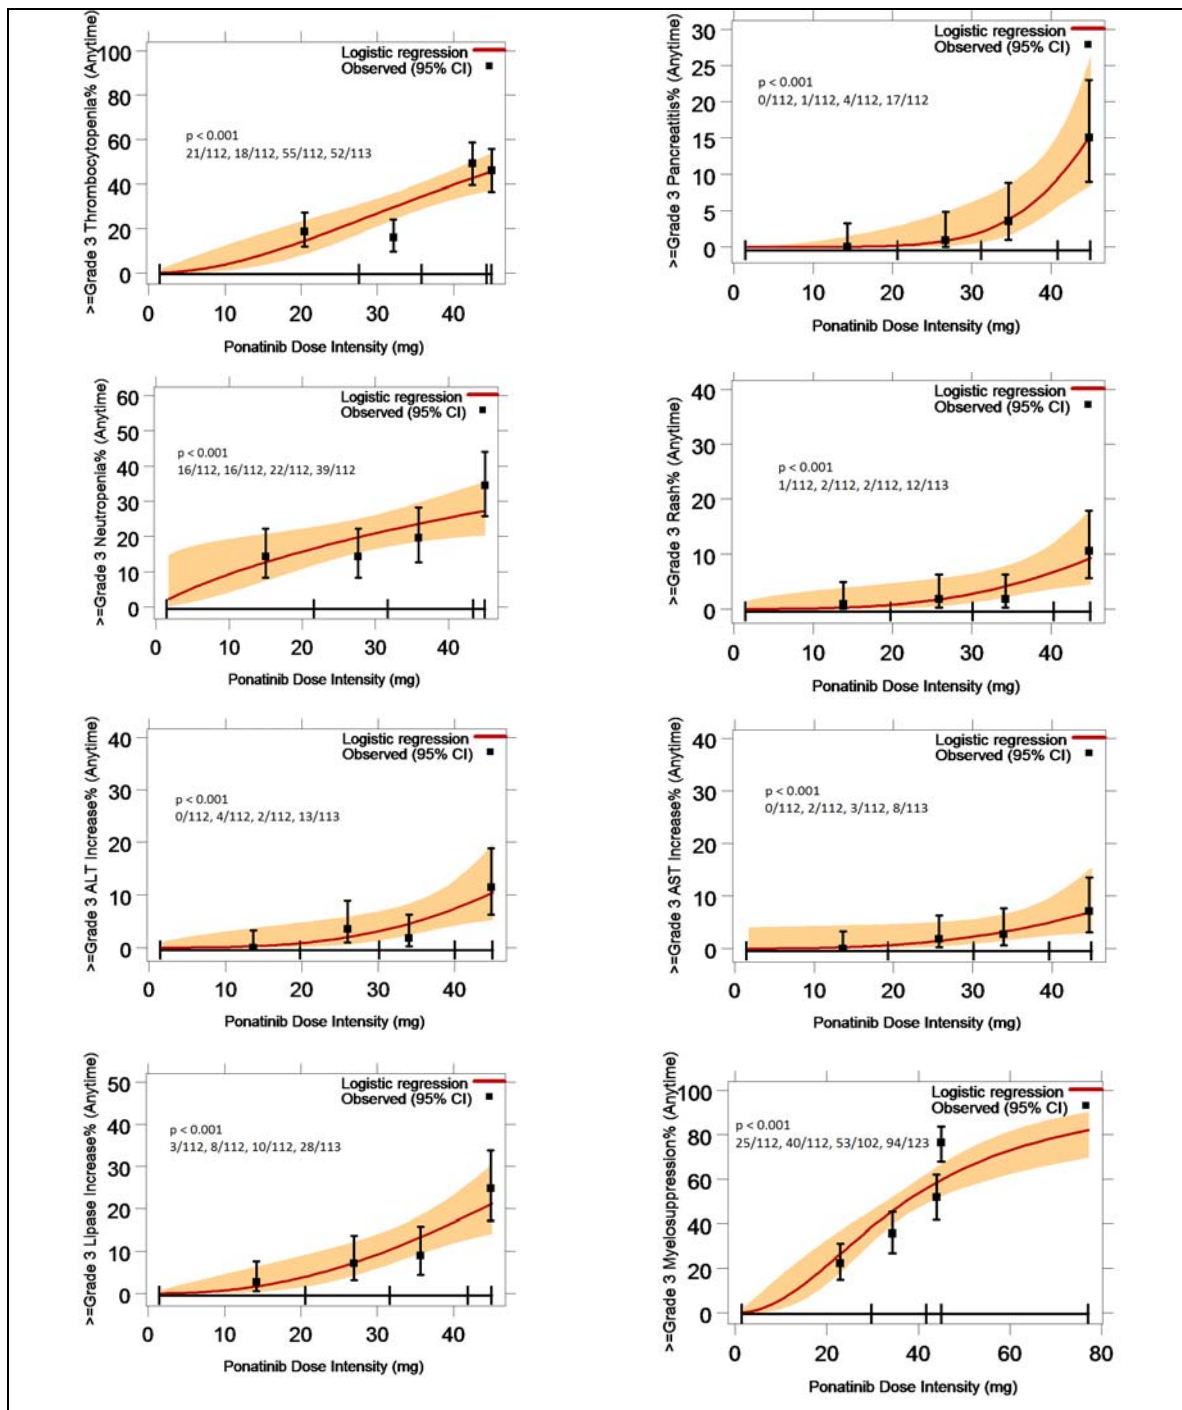 >=Grade 3 Thrombocytopenia% (Anytime)
100
80
60
40
20
0
Logistic regression
Observed (95% CI)
p < 0.001
21/112, 18/112, 55/112, 52/113
0 10 20 30 40
Ponatinib Dose Intensity (mg)
>=Grade 3 Pancreatitis% (Anytime)
30
25
20
15
10
5
0
Logistic regression
Observed (95% CI)
p < 0.001
0/112, 1/112, 4/112, 17/112
0 10 20 30 40
Ponatinib Dose Intensity (mg)
>=Grade 3 Neutropenia% (Anytime)
60
50
40
30
20
10
0
Logistic regression
Observed (95% CI)
p < 0.001
16/112, 16/112, 22/112, 39/112
0 10 20 30 40
Ponatinib Dose Intensity (mg)
>=Grade 3 Rash% (Anytime)
40
30
20
10
0
Logistic regression
Observed (95% CI)
p < 0.001
1/112, 2/112, 2/112, 12/113
0 10 20 30 40
Ponatinib Dose Intensity (mg)
>=Grade 3 ALT Increase% (Anytime)
40
30
20
10
0
Logistic regression
Observed (95% CI)
p < 0.001
0/112, 4/112, 2/112, 13/113
0 10 20 30 40
Ponatinib Dose Intensity (mg)
>=Grade 3 AST Increase% (Anytime)
40
30
20
10
0
Logistic regression
Observed (95% CI)
p < 0.001
0/112, 2/112, 3/112, 8/113
0 10 20 30 40
Ponatinib Dose Intensity (mg)
>=Grade 3 Lipase Increase% (Anytime)
50
40
30
20
10
0
Logistic regression
Observed (95% CI)
p < 0.001
3/112, 8/112, 10/112, 28/113
0 10 20 30 40
Ponatinib Dose Intensity (mg)
>=Grade 3 Myelosuppression% (Anytime)
100
80
60
40
20
0
Logistic regression
Observed (95% CI)
p < 0.001
25/112, 40/112, 53/102, 94/123
0 20 40 60 80
Ponatinib Dose Intensity (mg)